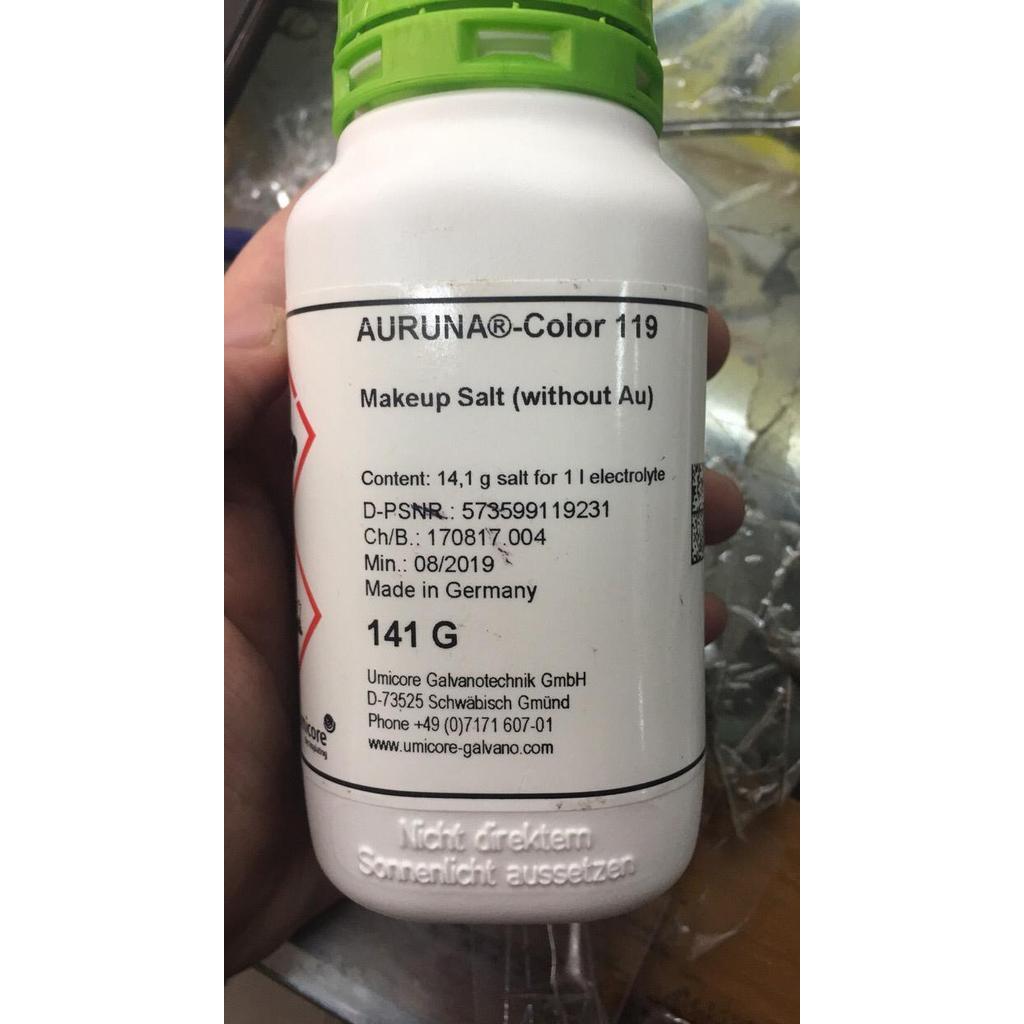 AURUNA®-Color 119
Makeup Salt (without Au)
Content: 14,1 g salt for 1 l electrolyte
D-PSNR.: 573599119231
Ch/B.: 170817.004
Min.: 08/2019
Made in Germany
141 G
Umicore Galvanotechnik GmbH
D-73525 Schwäbisch Gmünd
Phone +49 (0)7171 607-01
www.umicore-galvano.com
micore
Nicht direktem
Sonnenlicht aussetzen